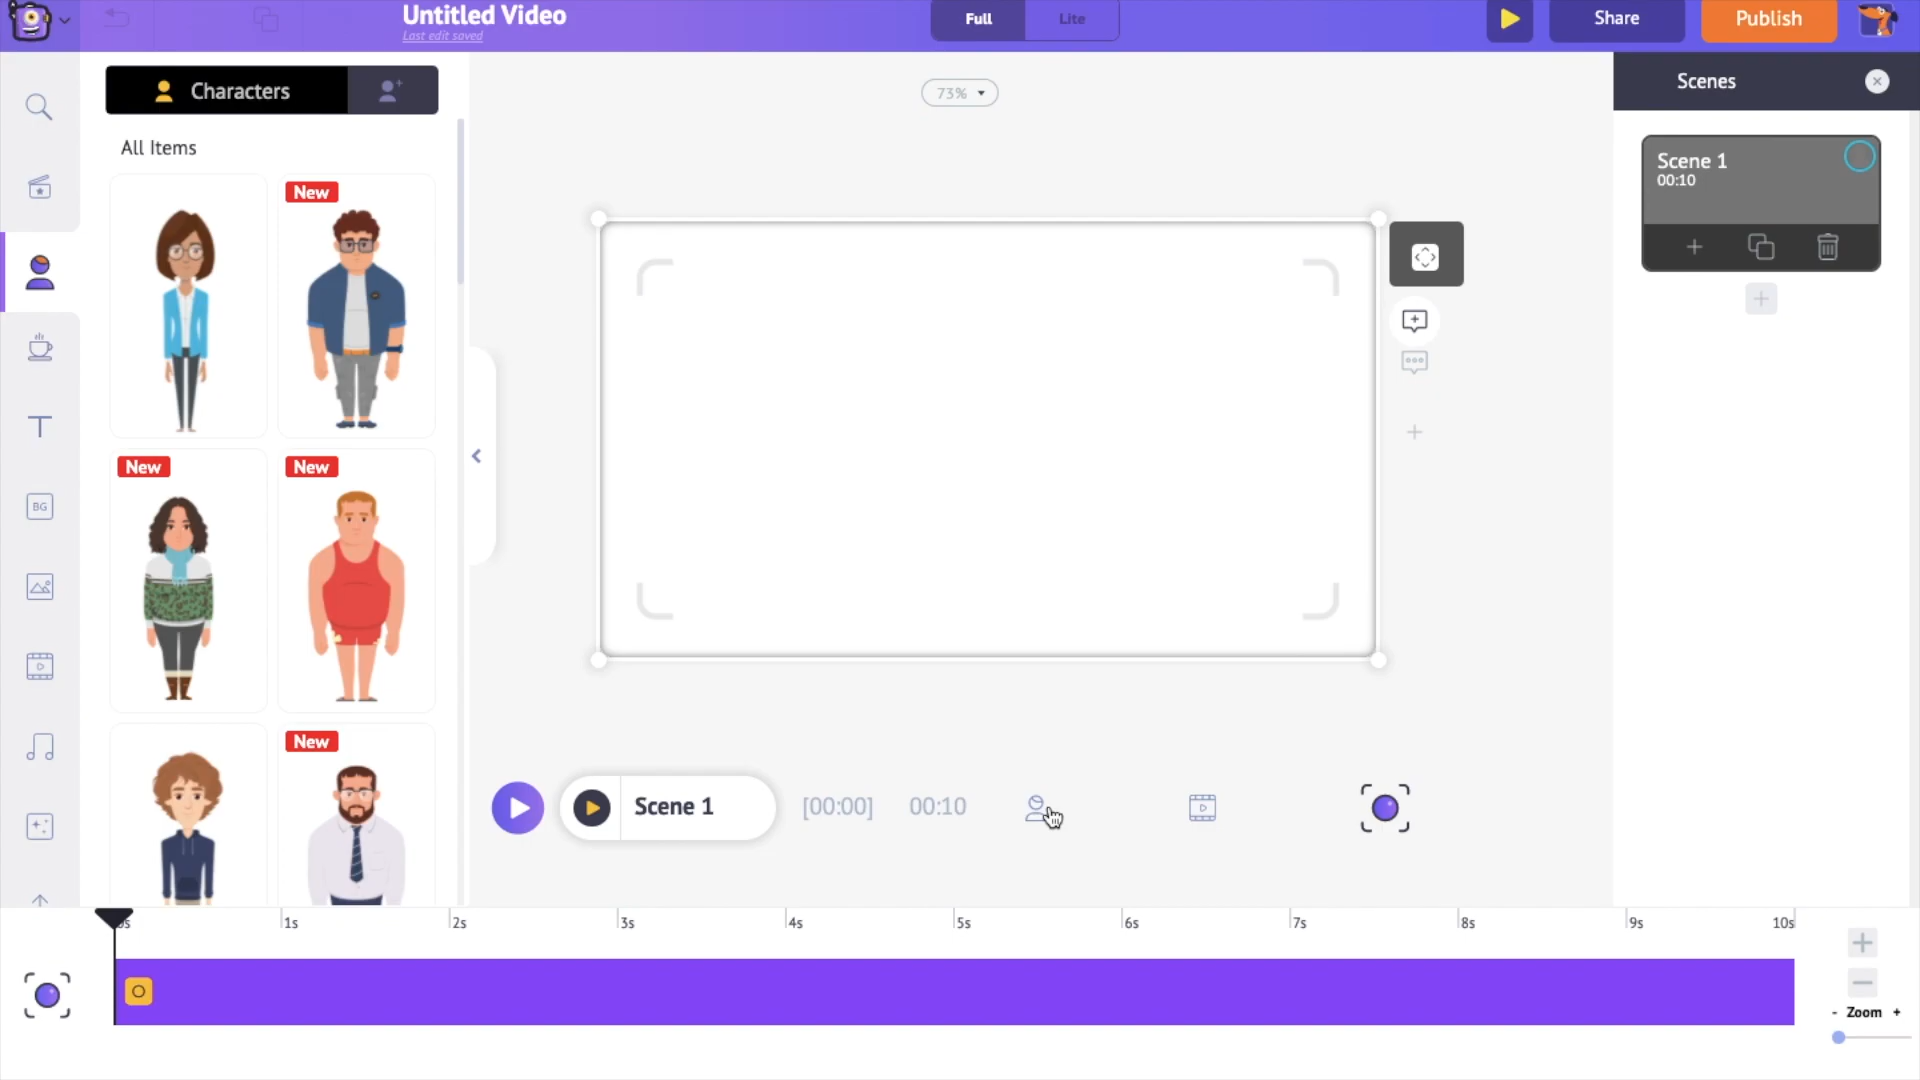 Untitled Video
Last edit saved
Full
Lite
Share
Publish
Characters
All Items
New
New
New
New
BG
73%
Scenes
Scene 1
00:10
Scene 1
[00:00]
00:10
0s
1s
2s
3s
4s
5s
6s
7s
8s
9s
10s
- Zoom +